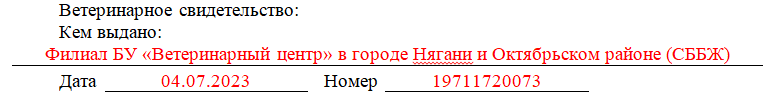 Ветеринарное свидетельство:
Кем выдано:
Филиал БУ «Ветеринарный центр» в городе Нягани и Октябрьском районе (СББЖ)
Дата 04.07.2023 Номер 19711720073